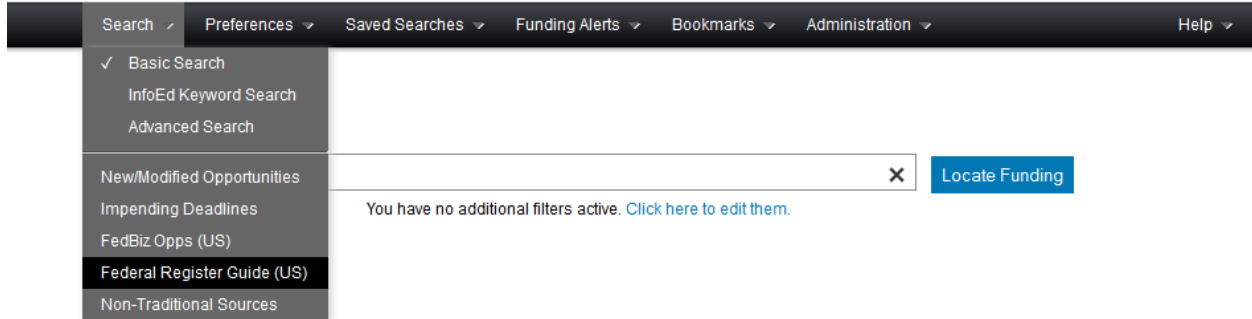 Search Preferences Saved Searches Funding Alerts Bookmarks Administration Help
✓ Basic Search
InfoEd Keyword Search
Advanced Search
New/Modified Opportunities
Locate Funding
Impending Deadlines
You have no additional filters active. Click here to edit them.
FedBiz Opps (US)
Federal Register Guide (US)
Non-Traditional Sources